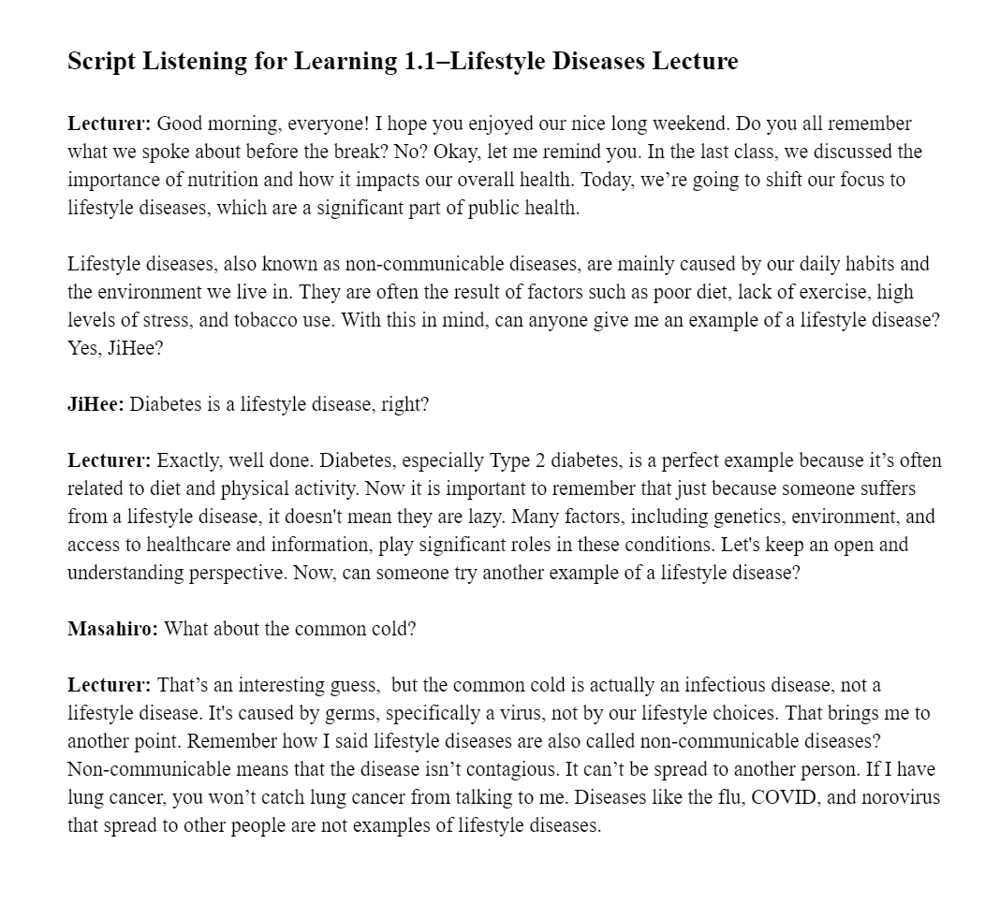 Script Listening for Learning 1.1–Lifestyle Diseases Lecture
Lecturer: Good morning, everyone! I hope you enjoyed our nice long weekend. Do you all remember
what we spoke about before the break? No? Okay, let me remind you. In the last class, we discussed the
importance of nutrition and how it impacts our overall health. Today, we’re going to shift our focus to
lifestyle diseases, which are a significant part of public health.
Lifestyle diseases, also known as non-communicable diseases, are mainly caused by our daily habits and
the environment we live in. They are often the result of factors such as poor diet, lack of exercise, high
levels of stress, and tobacco use. With this in mind, can anyone give me an example of a lifestyle disease?
Yes, JiHee?
JiHee: Diabetes is a lifestyle disease, right?
Lecturer: Exactly, well done. Diabetes, especially Type 2 diabetes, is a perfect example because it’s often
related to diet and physical activity. Now it is important to remember that just because someone suffers
from a lifestyle disease, it doesn't mean they are lazy. Many factors, including genetics, environment, and
access to healthcare and information, play significant roles in these conditions. Let's keep an open and
understanding perspective. Now, can someone try another example of a lifestyle disease?
Masahiro: What about the common cold?
Lecturer: That’s an interesting guess,  but the common cold is actually an infectious disease, not a
lifestyle disease. It's caused by germs, specifically a virus, not by our lifestyle choices. That brings me to
another point. Remember how I said lifestyle diseases are also called non-communicable diseases?
Non-communicable means that the disease isn’t contagious. It can’t be spread to another person. If I have
lung cancer, you won’t catch lung cancer from talking to me. Diseases like the flu, COVID, and norovirus
that spread to other people are not examples of lifestyle diseases.